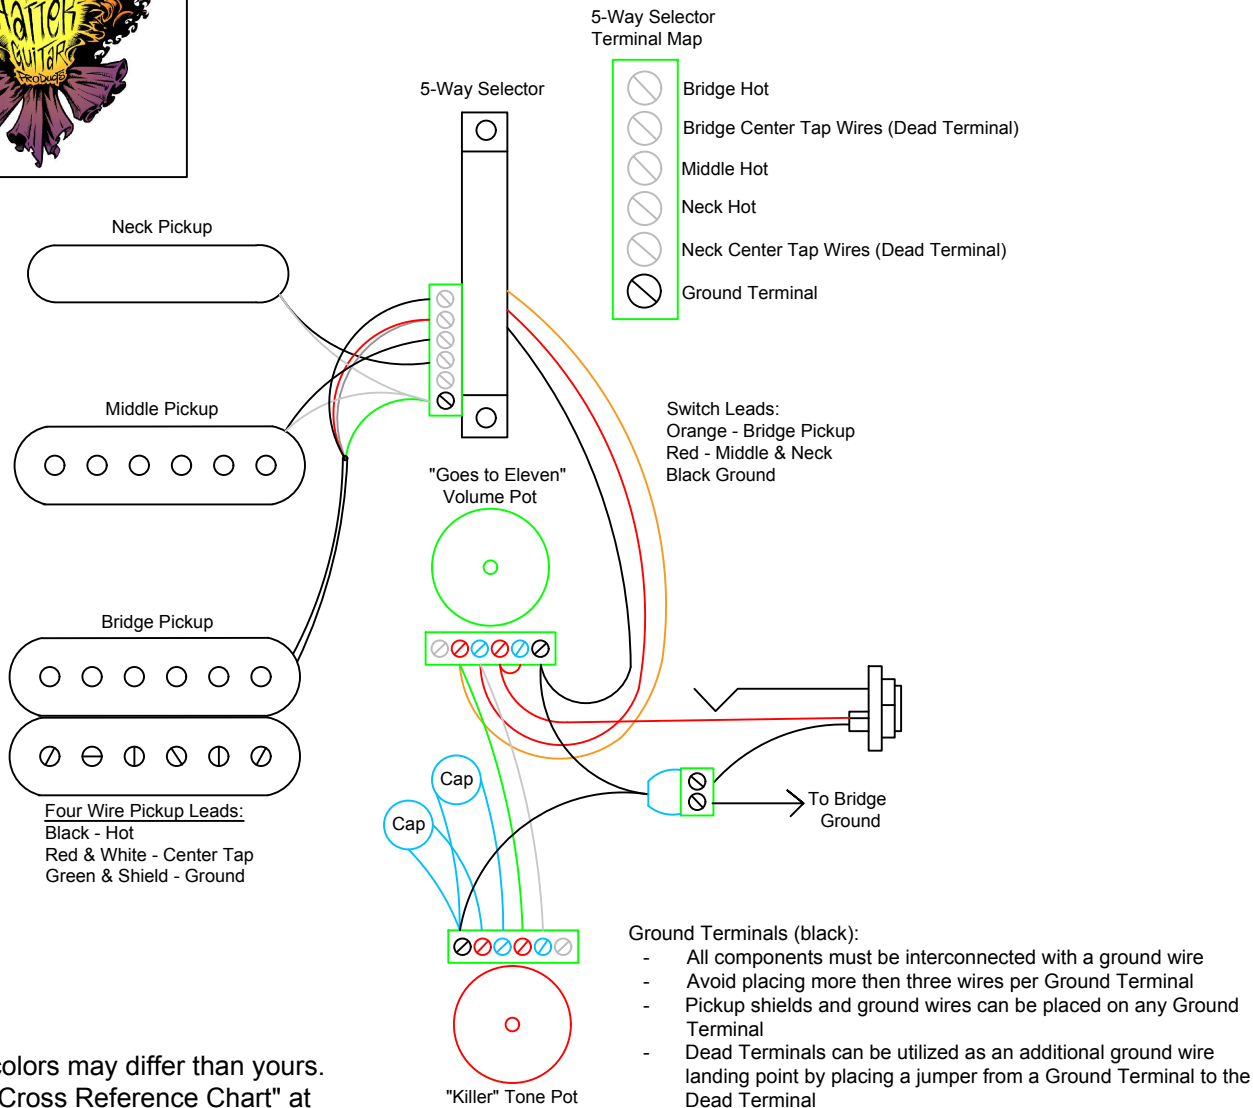 Hatter
GUITAR
PRODUCTS
5-Way Selector
Terminal Map
Bridge Hot
Bridge Center Tap Wires (Dead Terminal)
Middle Hot
Neck Hot
Neck Center Tap Wires (Dead Terminal)
Ground Terminal
5-Way Selector
Neck Pickup
Middle Pickup
Switch Leads:
Orange - Bridge Pickup
Red - Middle & Neck
Black Ground
"Goes to Eleven"
Volume Pot
Bridge Pickup
Four Wire Pickup Leads:
Black - Hot
Red & White - Center Tap
Green & Shield - Ground
Cap
Cap
To Bridge
Ground
Ground Terminals (black):
- All components must be interconnected with a ground wire
- Avoid placing more then three wires per Ground Terminal
- Pickup shields and ground wires can be placed on any Ground
Terminal
- Dead Terminals can be utilized as an additional ground wire
landing point by placing a jumper from a Ground Terminal to the
Dead Terminal
"Killer" Tone Pot
colors may differ than yours.
Cross Reference Chart" at